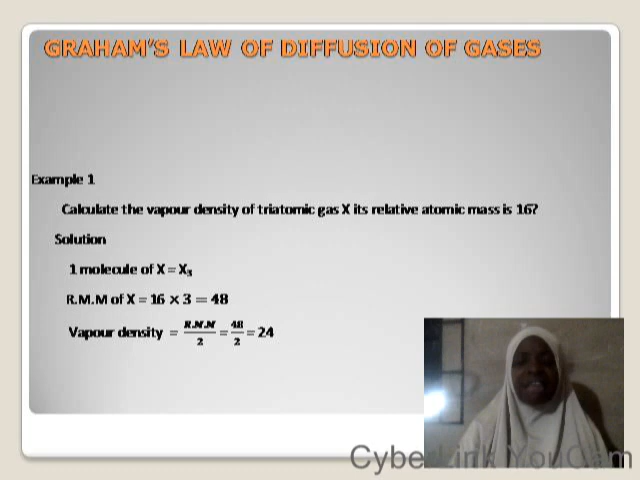 GRAHAM'S LAW OF DIFFUSION OF GASES
Example 1
Calculate the vapour density of triatomic gas X its relative atomic mass is 16?
Solution
1 molecule of X = X₃
R.M.M of X = 16 × 3 = 48
Vapour density = R.M.M/2 = 48/2 = 24
CyberLink YouCam